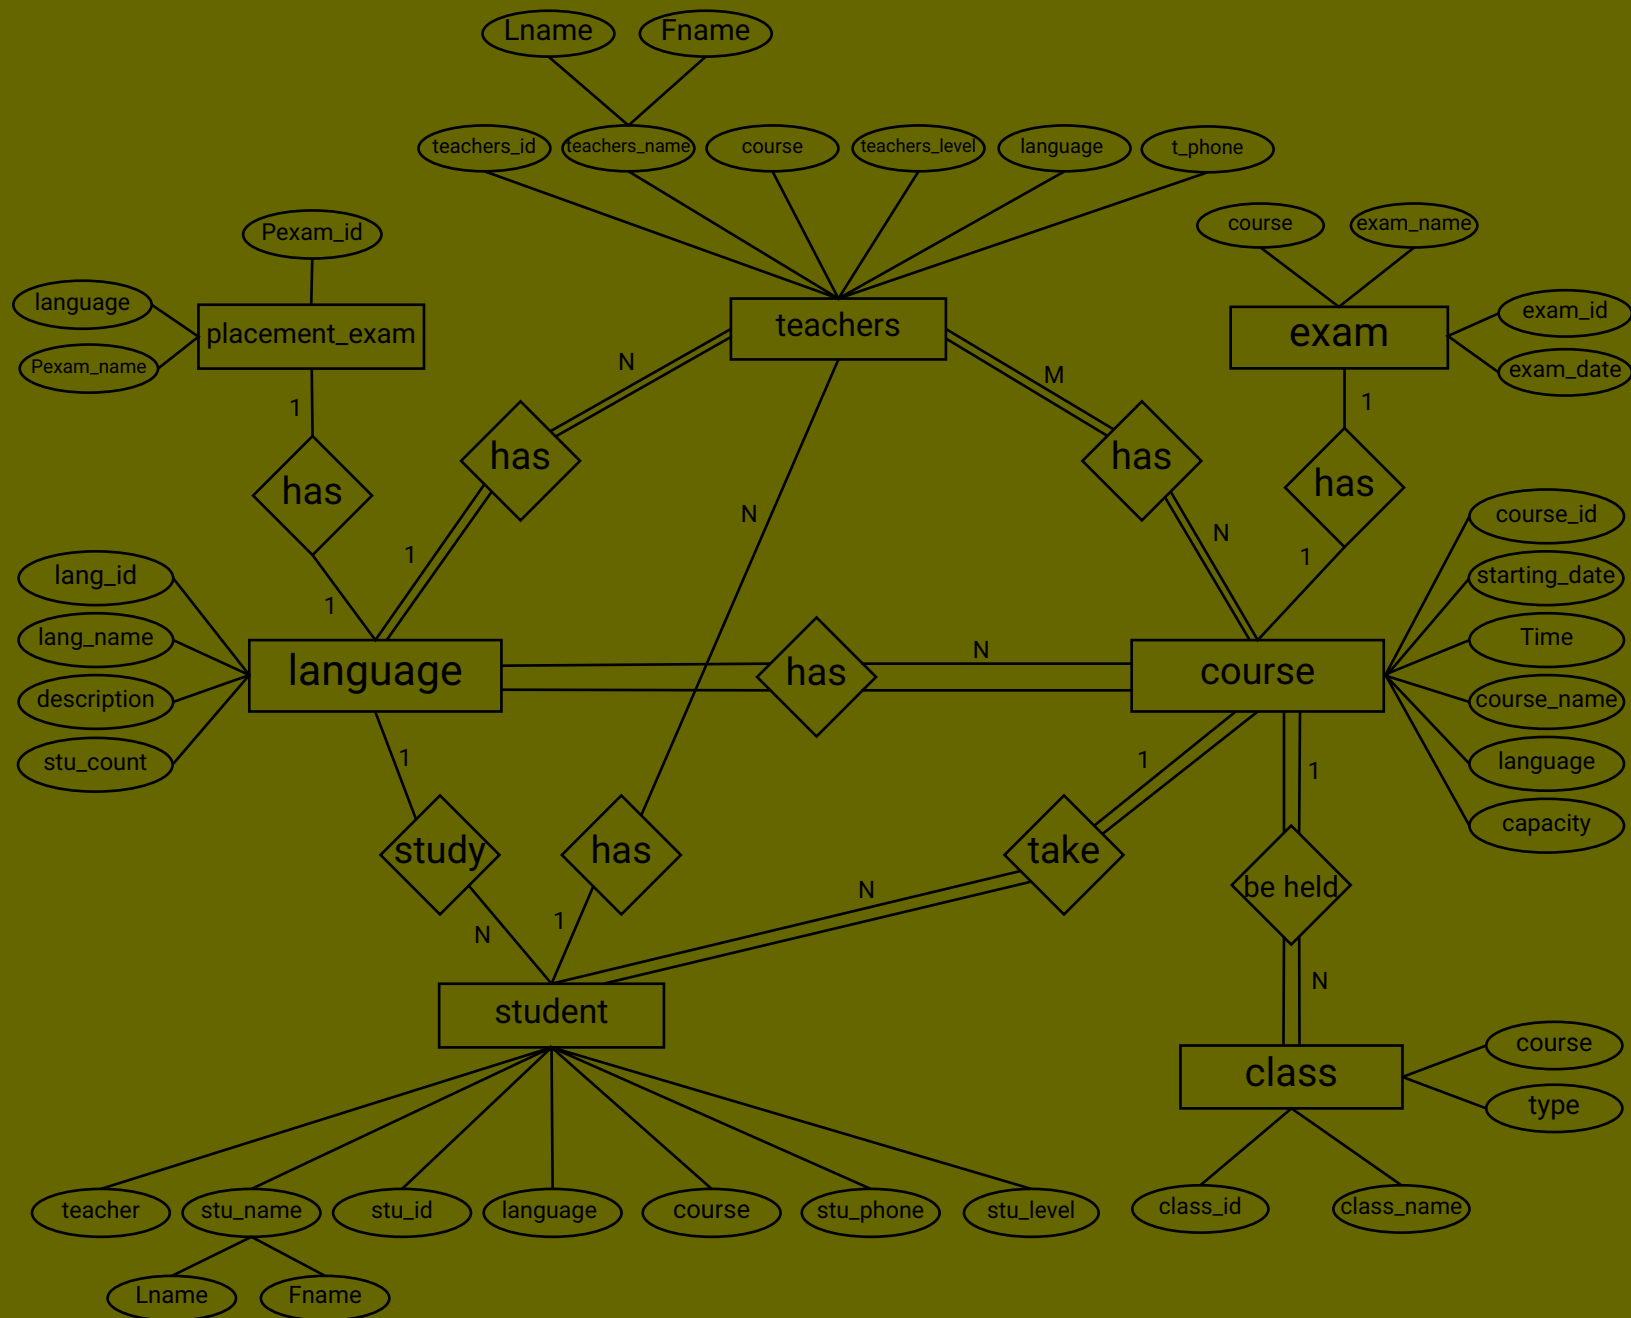 Lname
Fname
teachers_id
teachers_name
course
teachers_level
language
t_phone
Pexam_id
course
exam_name
language
placement_exam
Pexam_name
teachers
exam
exam_id
exam_date
N
M
1
1
has
has
has
has
course_id
N
N
1
1
1
lang_id
starting_date
lang_name
Time
language
N
has
course
description
course_name
stu_count
1
1
1
language
capacity
study
has
take
be held
N
1
N
N
student
class
course
type
teacher
stu_name
stu_id
language
course
stu_phone
stu_level
class_id
class_name
Lname
Fname